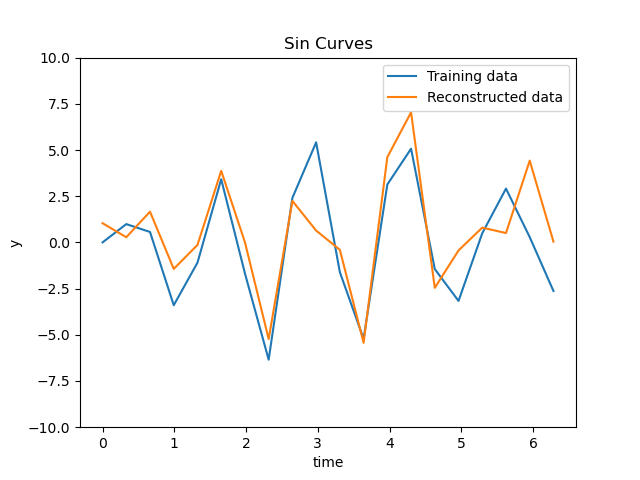 Sin Curves
Training data
Reconstructed data
10.0
7.5
5.0
2.5
0.0
−2.5
−5.0
−7.5
−10.0
y
0 1 2 3 4 5 6
time